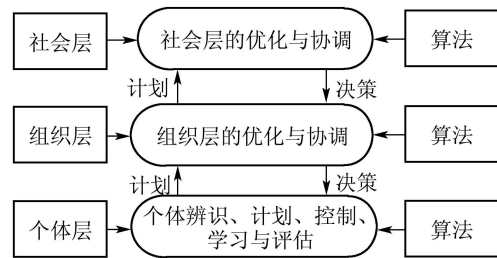 社会层
社会层的优化与协调
算法
计划
决策
组织层
组织层的优化与协调
算法
计划
决策
个体层
个体辨识、计划、控制、
学习与评估
算法